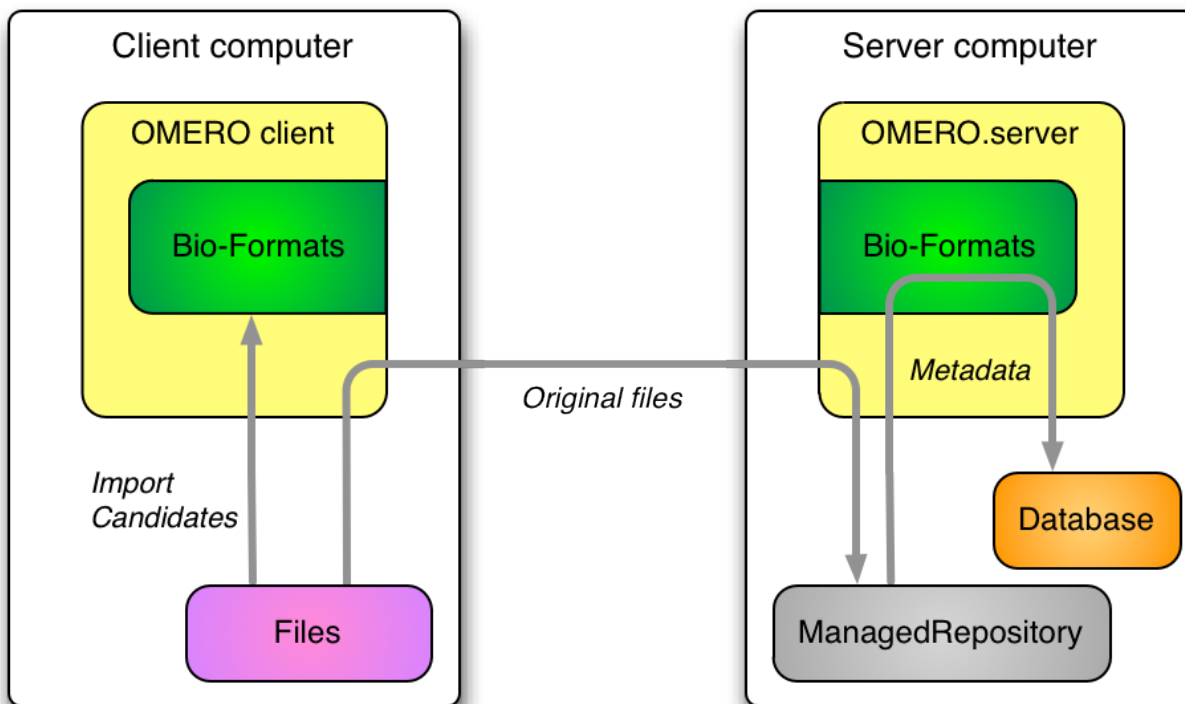 Client computer
OMERO client
Bio-Formats
Import
Candidates
Files
Original files
Server computer
OMERO.server
Bio-Formats
Metadata
Database
ManagedRepository